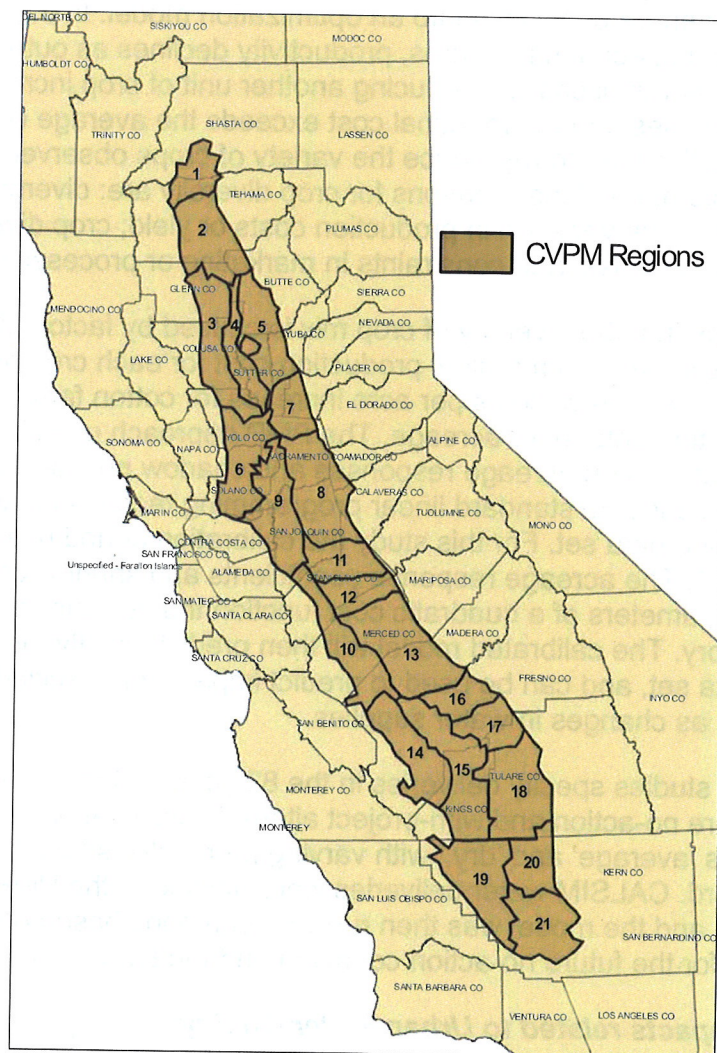 DEL NORTE CO
SISKIYOU CO
MODOC CO
HUMBOLDT CO
TRINITY CO
SHASTA CO
LASSEN CO
1
TEHAMA CO
2
PLUMAS CO
CVPM Regions
GLENN CO
BUTTE CO
SIERRA CO
MENDOCINO CO
3
4
5
YUBA CO
NEVADA CO
COLUSA CO
LAKE CO
SUTTER CO
PLACER CO
7
EL DORADO CO
SONOMA CO
NAPA CO
YOLO CO
SACRAMENTO CO
AMADOR CO
ALPINE CO
6
SOLANO CO
9
8
CALAVERAS CO
MARIN CO
TUOLUMNE CO
MONO CO
CONTRA COSTA CO
SAN JOAQUIN CO
SAN FRANCISCO CO
Unspecified - Farallon Islands
ALAMEDA CO
11
STANISLAUS CO
MARIPOSA CO
SAN MATEO CO
SANTA CLARA CO
12
MERCED CO
MADERA CO
SANTA CRUZ CO
10
13
FRESNO CO
INYO CO
16
SAN BENITO CO
17
14
15
TULARE CO
MONTEREY CO
18
KINGS CO
MONTEREY
20
KERN CO
19
SAN LUIS OBISPO CO
21
SAN BERNARDINO CO
SANTA BARBARA CO
VENTURA CO
LOS ANGELES CO